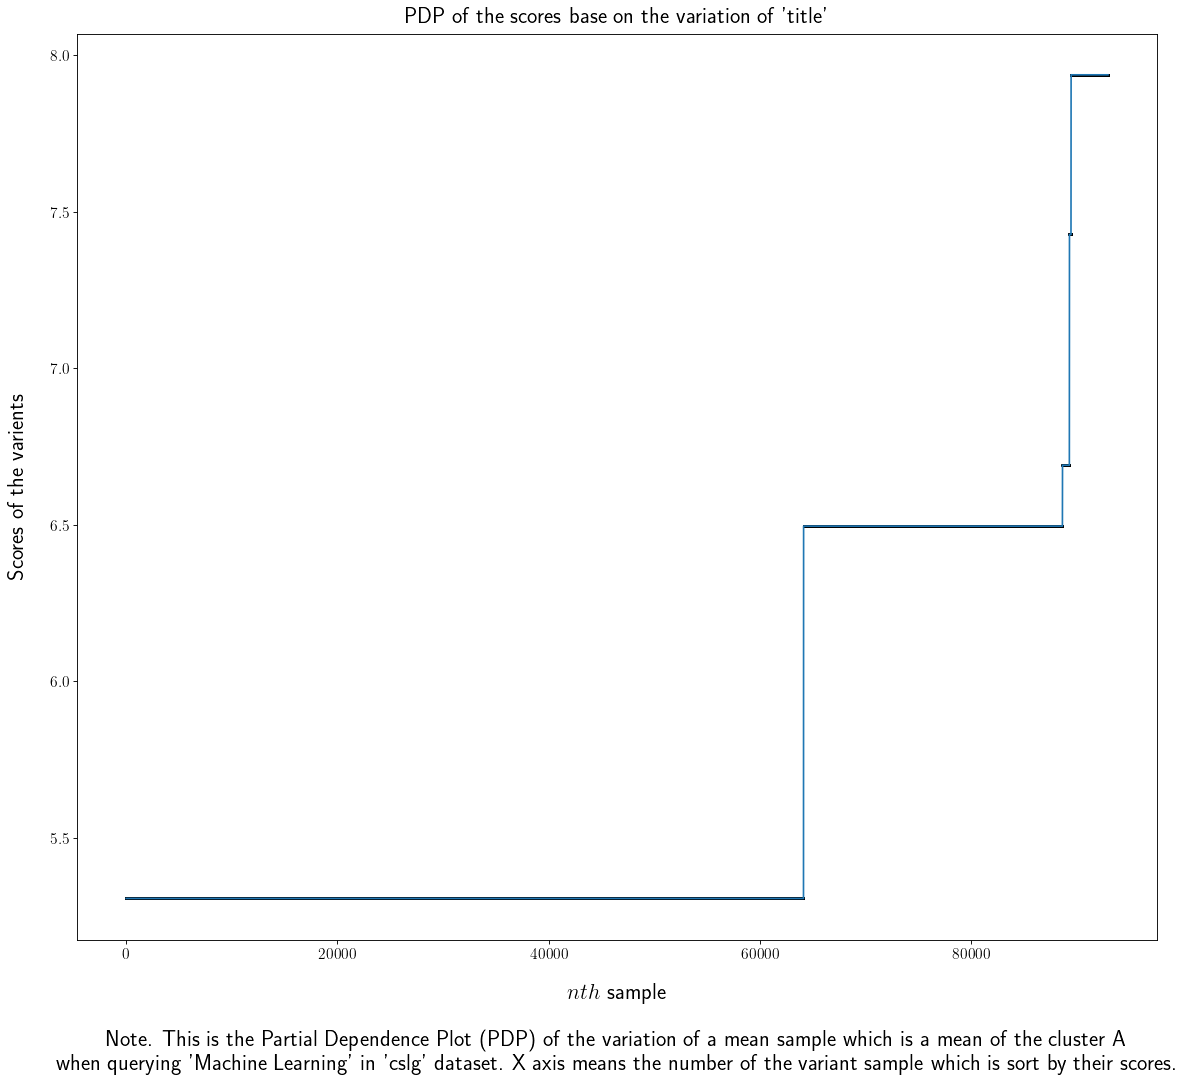 PDP of the scores base on the variation of 'title'
8.0
7.5
7.0
6.5
6.0
5.5
Scores of the varients
0 20000 40000 60000 80000
nth sample
Note. This is the Partial Dependence Plot (PDP) of the variation of a mean sample which is a mean of the cluster A
when querying 'Machine Learning' in 'cslg' dataset. X axis means the number of the variant sample which is sort by their scores.